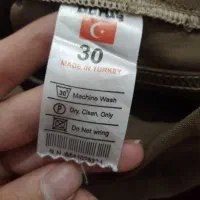 30
MADE IN TURKEY
30° Machine Wash
P Dry, Clean, Only
Do Not wring